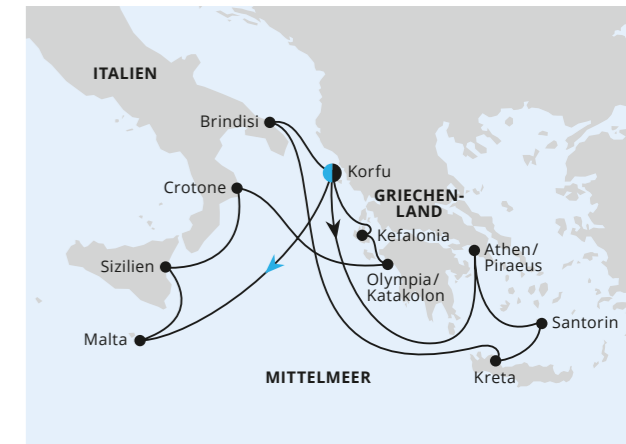 ITALIEN
Brindisi
Korfu
Crotone
GRIECHEN-
LAND
Kefalonia
Athen/
Piraeus
Sizilien
Olympia/
Katakolon
Santorin
Malta
MITTELMEER
Kreta